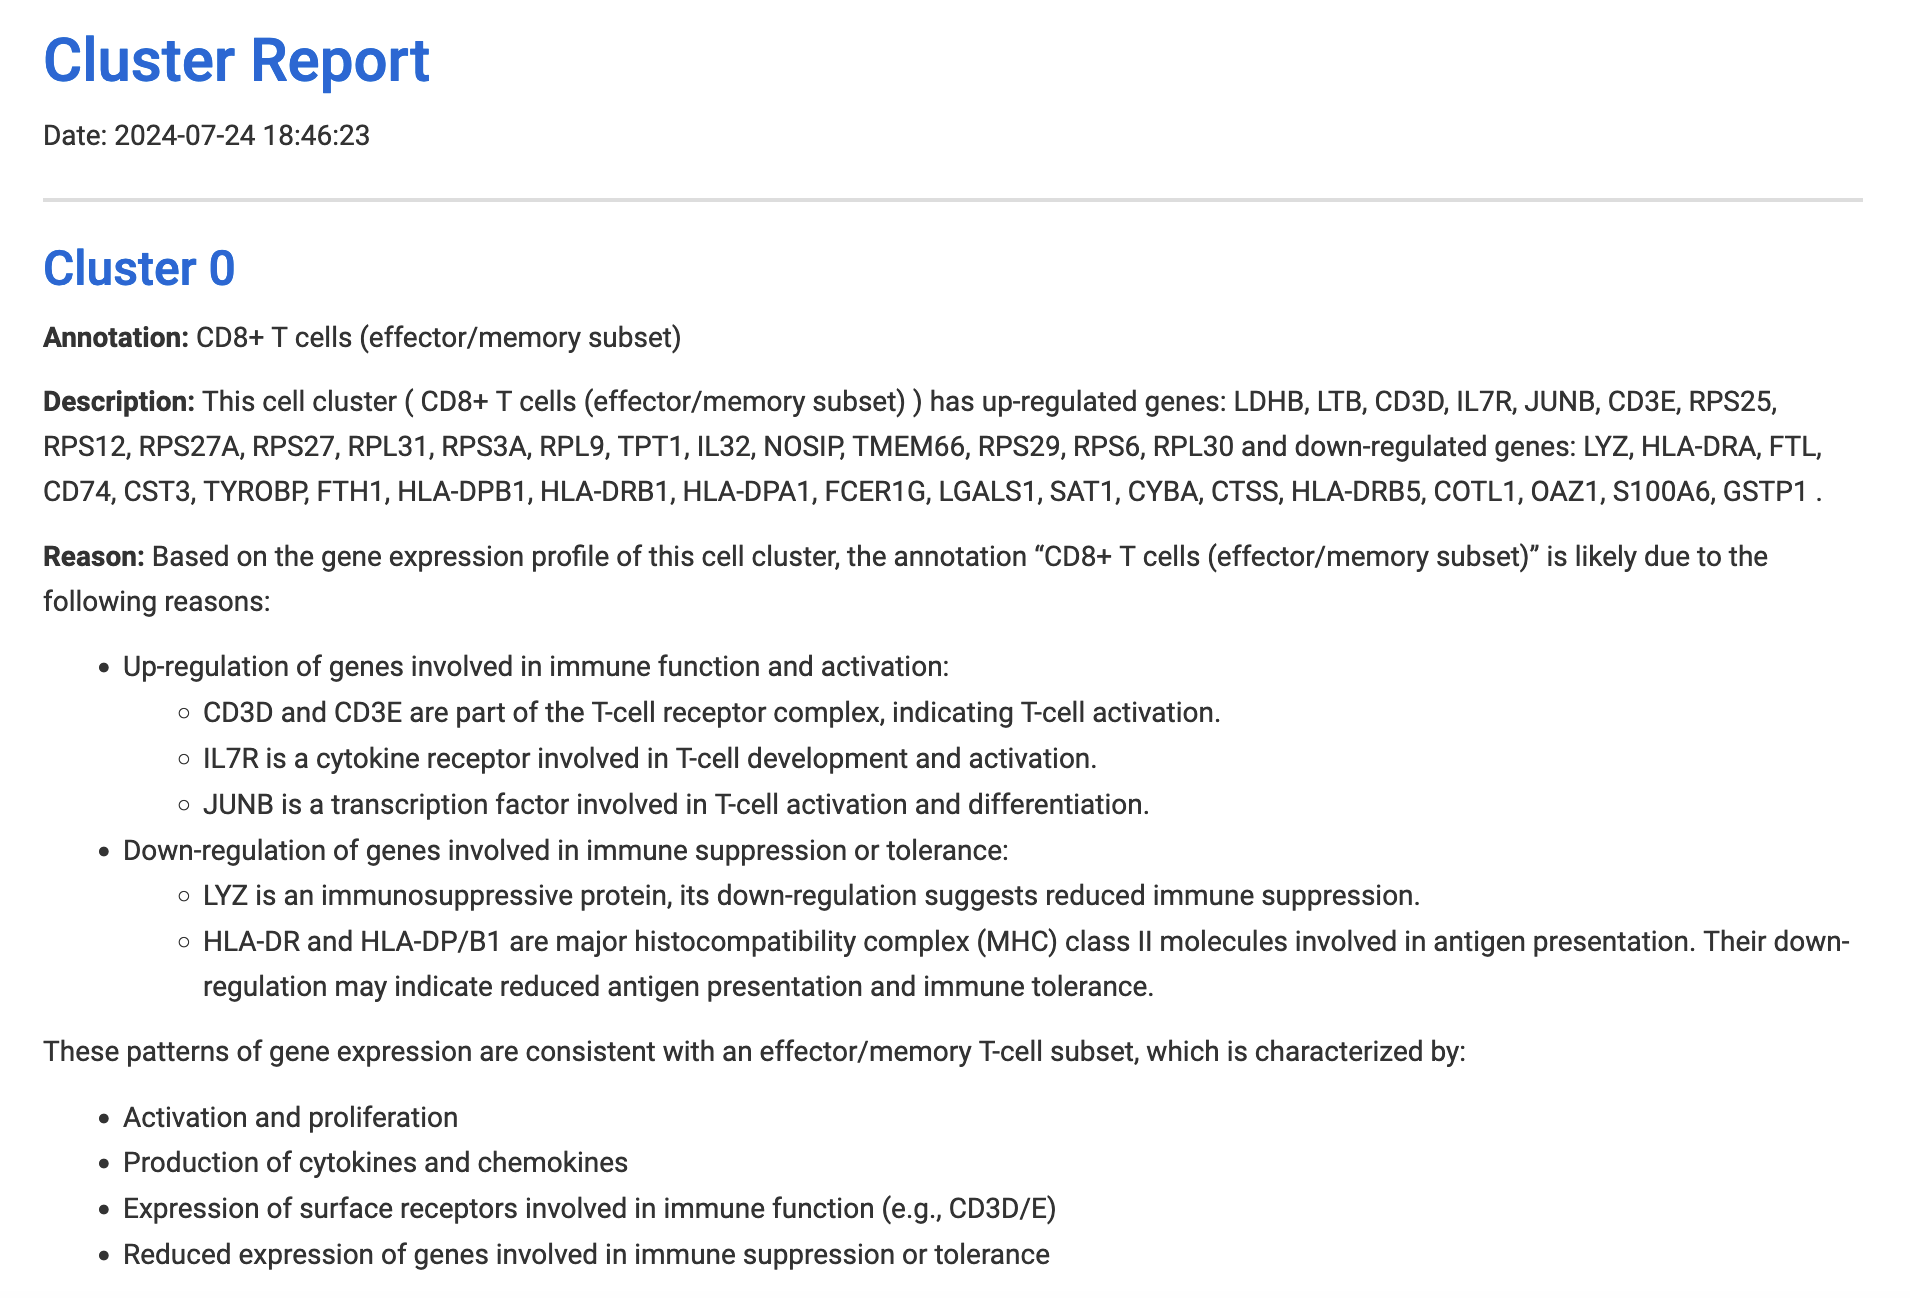 Cluster Report
Date: 2024-07-24 18:46:23
Cluster 0
Annotation: CD8+ T cells (effector/memory subset)
Description: This cell cluster ( CD8+ T cells (effector/memory subset) ) has up-regulated genes: LDHB, LTB, CD3D, IL7R, JUNB, CD3E, RPS25,
RPS12, RPS27A, RPS27, RPL31, RPS3A, RPL9, TPT1, IL32, NOSIP, TMEM66, RPS29, RPS6, RPL30 and down-regulated genes: LYZ, HLA-DRA, FTL,
CD74, CST3, TYROBP, FTH1, HLA-DPB1, HLA-DRB1, HLA-DPA1, FCER1G, LGALS1, SAT1, CYBA, CTSS, HLA-DRB5, COTL1, OAZ1, S100A6, GSTP1 .
Reason: Based on the gene expression profile of this cell cluster, the annotation “CD8+ T cells (effector/memory subset)” is likely due to the
following reasons:
• Up-regulation of genes involved in immune function and activation:
◦ CD3D and CD3E are part of the T-cell receptor complex, indicating T-cell activation.
◦ IL7R is a cytokine receptor involved in T-cell development and activation.
◦ JUNB is a transcription factor involved in T-cell activation and differentiation.
• Down-regulation of genes involved in immune suppression or tolerance:
◦ LYZ is an immunosuppressive protein, its down-regulation suggests reduced immune suppression.
◦ HLA-DR and HLA-DP/B1 are major histocompatibility complex (MHC) class II molecules involved in antigen presentation. Their down-
regulation may indicate reduced antigen presentation and immune tolerance.
These patterns of gene expression are consistent with an effector/memory T-cell subset, which is characterized by:
• Activation and proliferation
• Production of cytokines and chemokines
• Expression of surface receptors involved in immune function (e.g., CD3D/E)
• Reduced expression of genes involved in immune suppression or tolerance